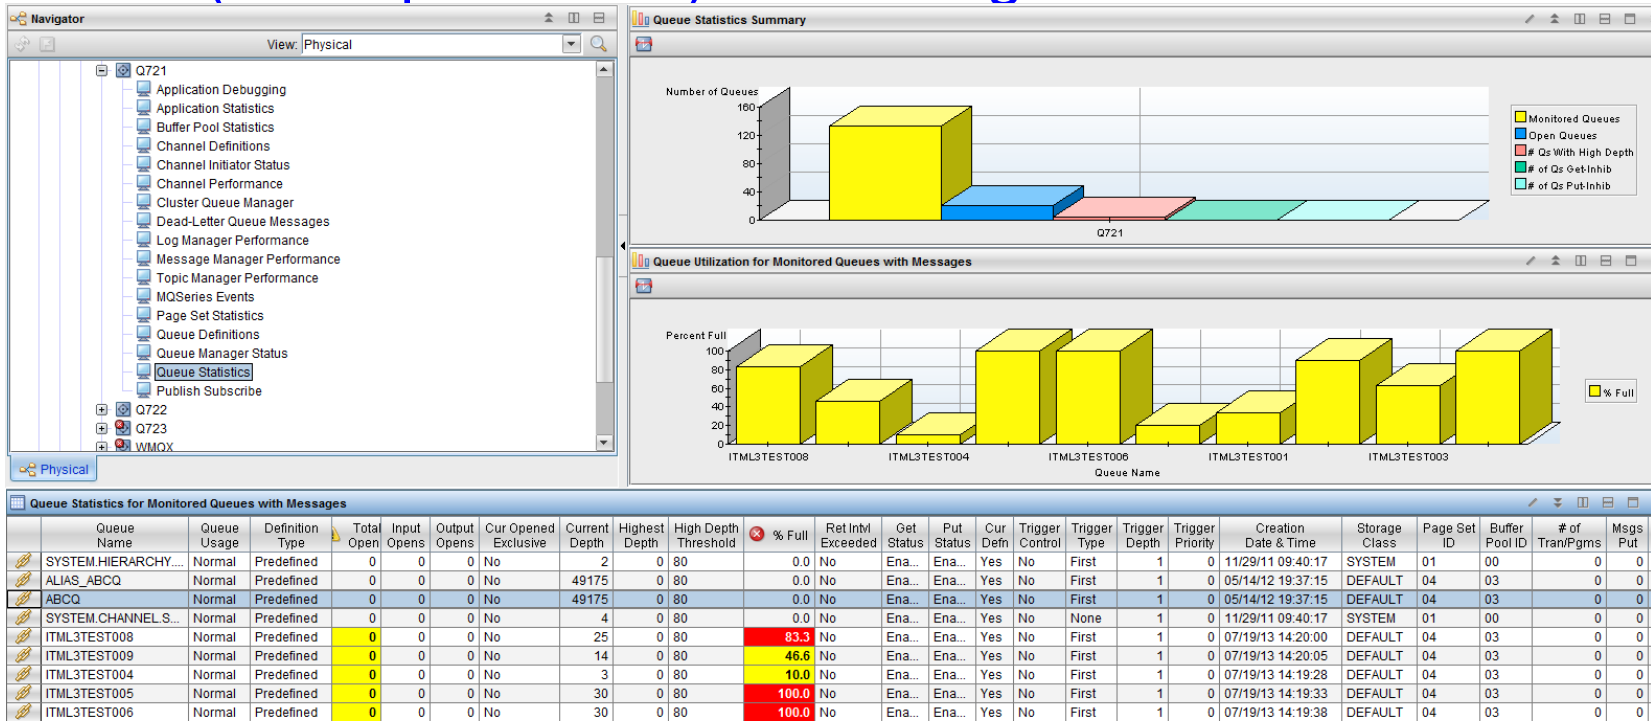 Navigator
View: Physical
Q721
Application Debugging
Application Statistics
Buffer Pool Statistics
Channel Definitions
Channel Initiator Status
Channel Performance
Cluster Queue Manager
Dead-Letter Queue Messages
Log Manager Performance
Message Manager Performance
Topic Manager Performance
MQSeries Events
Page Set Statistics
Queue Definitions
Queue Manager Status
Queue Statistics
Publish Subscribe
Q722
Q723
WMQX
Physical
Queue Statistics Summary
Number of Queues
160
120
80
40
0
Q721
Monitored Queues
Open Queues
# Qs With High Depth
# of Qs Get-Inhib
# of Qs Put-Inhib
Queue Utilization for Monitored Queues with Messages
Percent Full
100
80
60
40
20
0
ITML3TEST008 ITML3TEST004 ITML3TEST006 ITML3TEST001 ITML3TEST003
Queue Name
% Full
Queue Statistics for Monitored Queues with Messages
Queue Name Queue Usage Definition Type Total Open Input Opens Output Opens Cur Opened Exclusive Current Depth Highest Depth High Depth Threshold % Full Ret Intvl Exceeded Get Status Put Status Cur Defn Trigger Control Trigger Type Trigger Depth Trigger Priority Creation Date & Time Storage Class Page Set ID Buffer Pool ID # of Tran/Pgms Msgs Put
SYSTEM.HIERARCHY.... Normal Predefined 0 0 0 No 2 0 80 0.0 No Ena... Ena... Yes No First 1 0 11/29/11 09:40:17 SYSTEM 01 00 0 0
ALIAS_ABCQ Normal Predefined 0 0 0 No 49175 0 80 0.0 No Ena... Ena... Yes No First 1 0 05/14/12 19:37:15 DEFAULT 04 03 0 0
ABCQ Normal Predefined 0 0 0 No 49175 0 80 0.0 No Ena... Ena... Yes No First 1 0 05/14/12 19:37:15 DEFAULT 04 03 0 0
SYSTEM.CHANNEL.S... Normal Predefined 0 0 0 No 4 0 80 0.0 No Ena... Ena... Yes No None 1 0 11/29/11 09:40:17 SYSTEM 01 00 0 0
ITML3TEST008 Normal Predefined 0 0 0 No 25 0 80 83.3 No Ena... Ena... Yes No First 1 0 07/19/13 14:20:00 DEFAULT 04 03 0 0
ITML3TEST009 Normal Predefined 0 0 0 No 14 0 80 46.6 No Ena... Ena... Yes No First 1 0 07/19/13 14:20:05 DEFAULT 04 03 0 0
ITML3TEST004 Normal Predefined 0 0 0 No 3 0 80 10.0 No Ena... Ena... Yes No First 1 0 07/19/13 14:19:28 DEFAULT 04 03 0 0
ITML3TEST005 Normal Predefined 0 0 0 No 30 0 80 100.0 No Ena... Ena... Yes No First 1 0 07/19/13 14:19:33 DEFAULT 04 03 0 0
ITML3TEST006 Normal Predefined 0 0 0 No 30 0 80 100.0 No Ena... Ena... Yes No First 1 0 07/19/13 14:19:38 DEFAULT 04 03 0 0